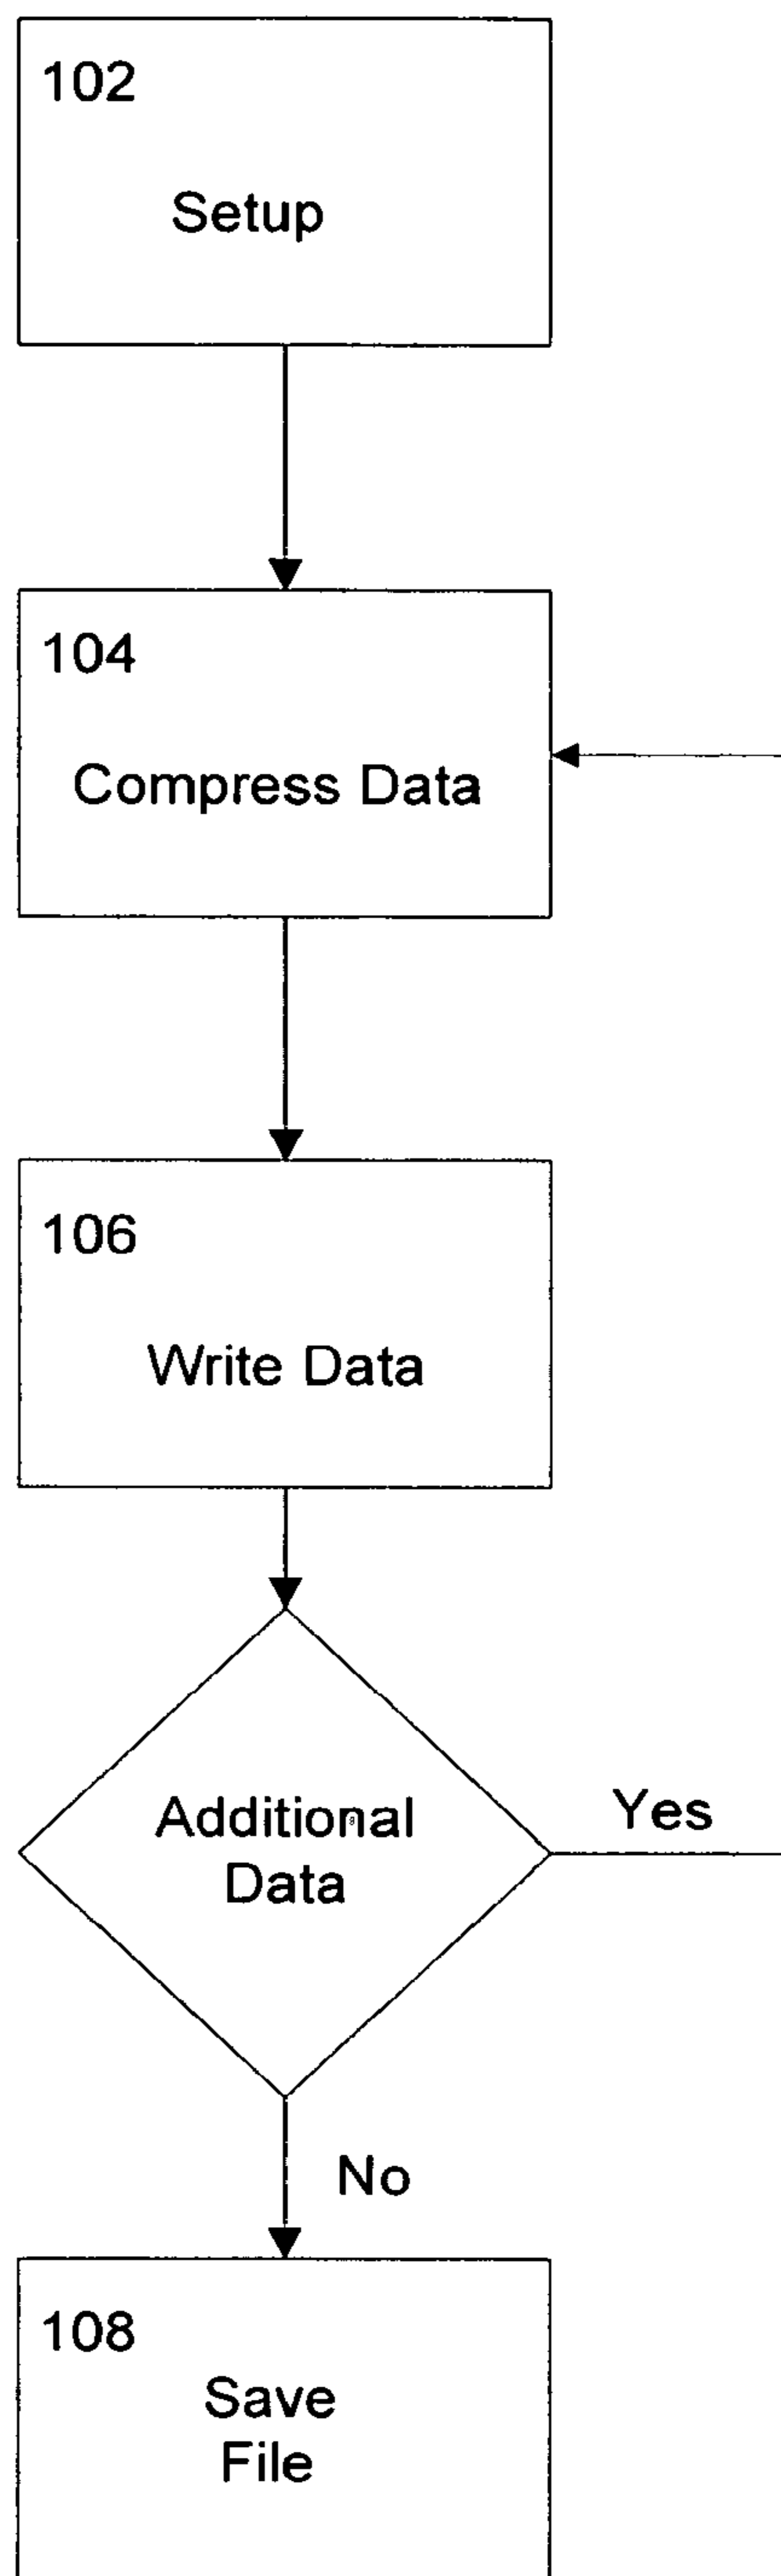 102
Setup
104
Compress Data
106
Write Data
Additional
Data
Yes
No
108
Save
File